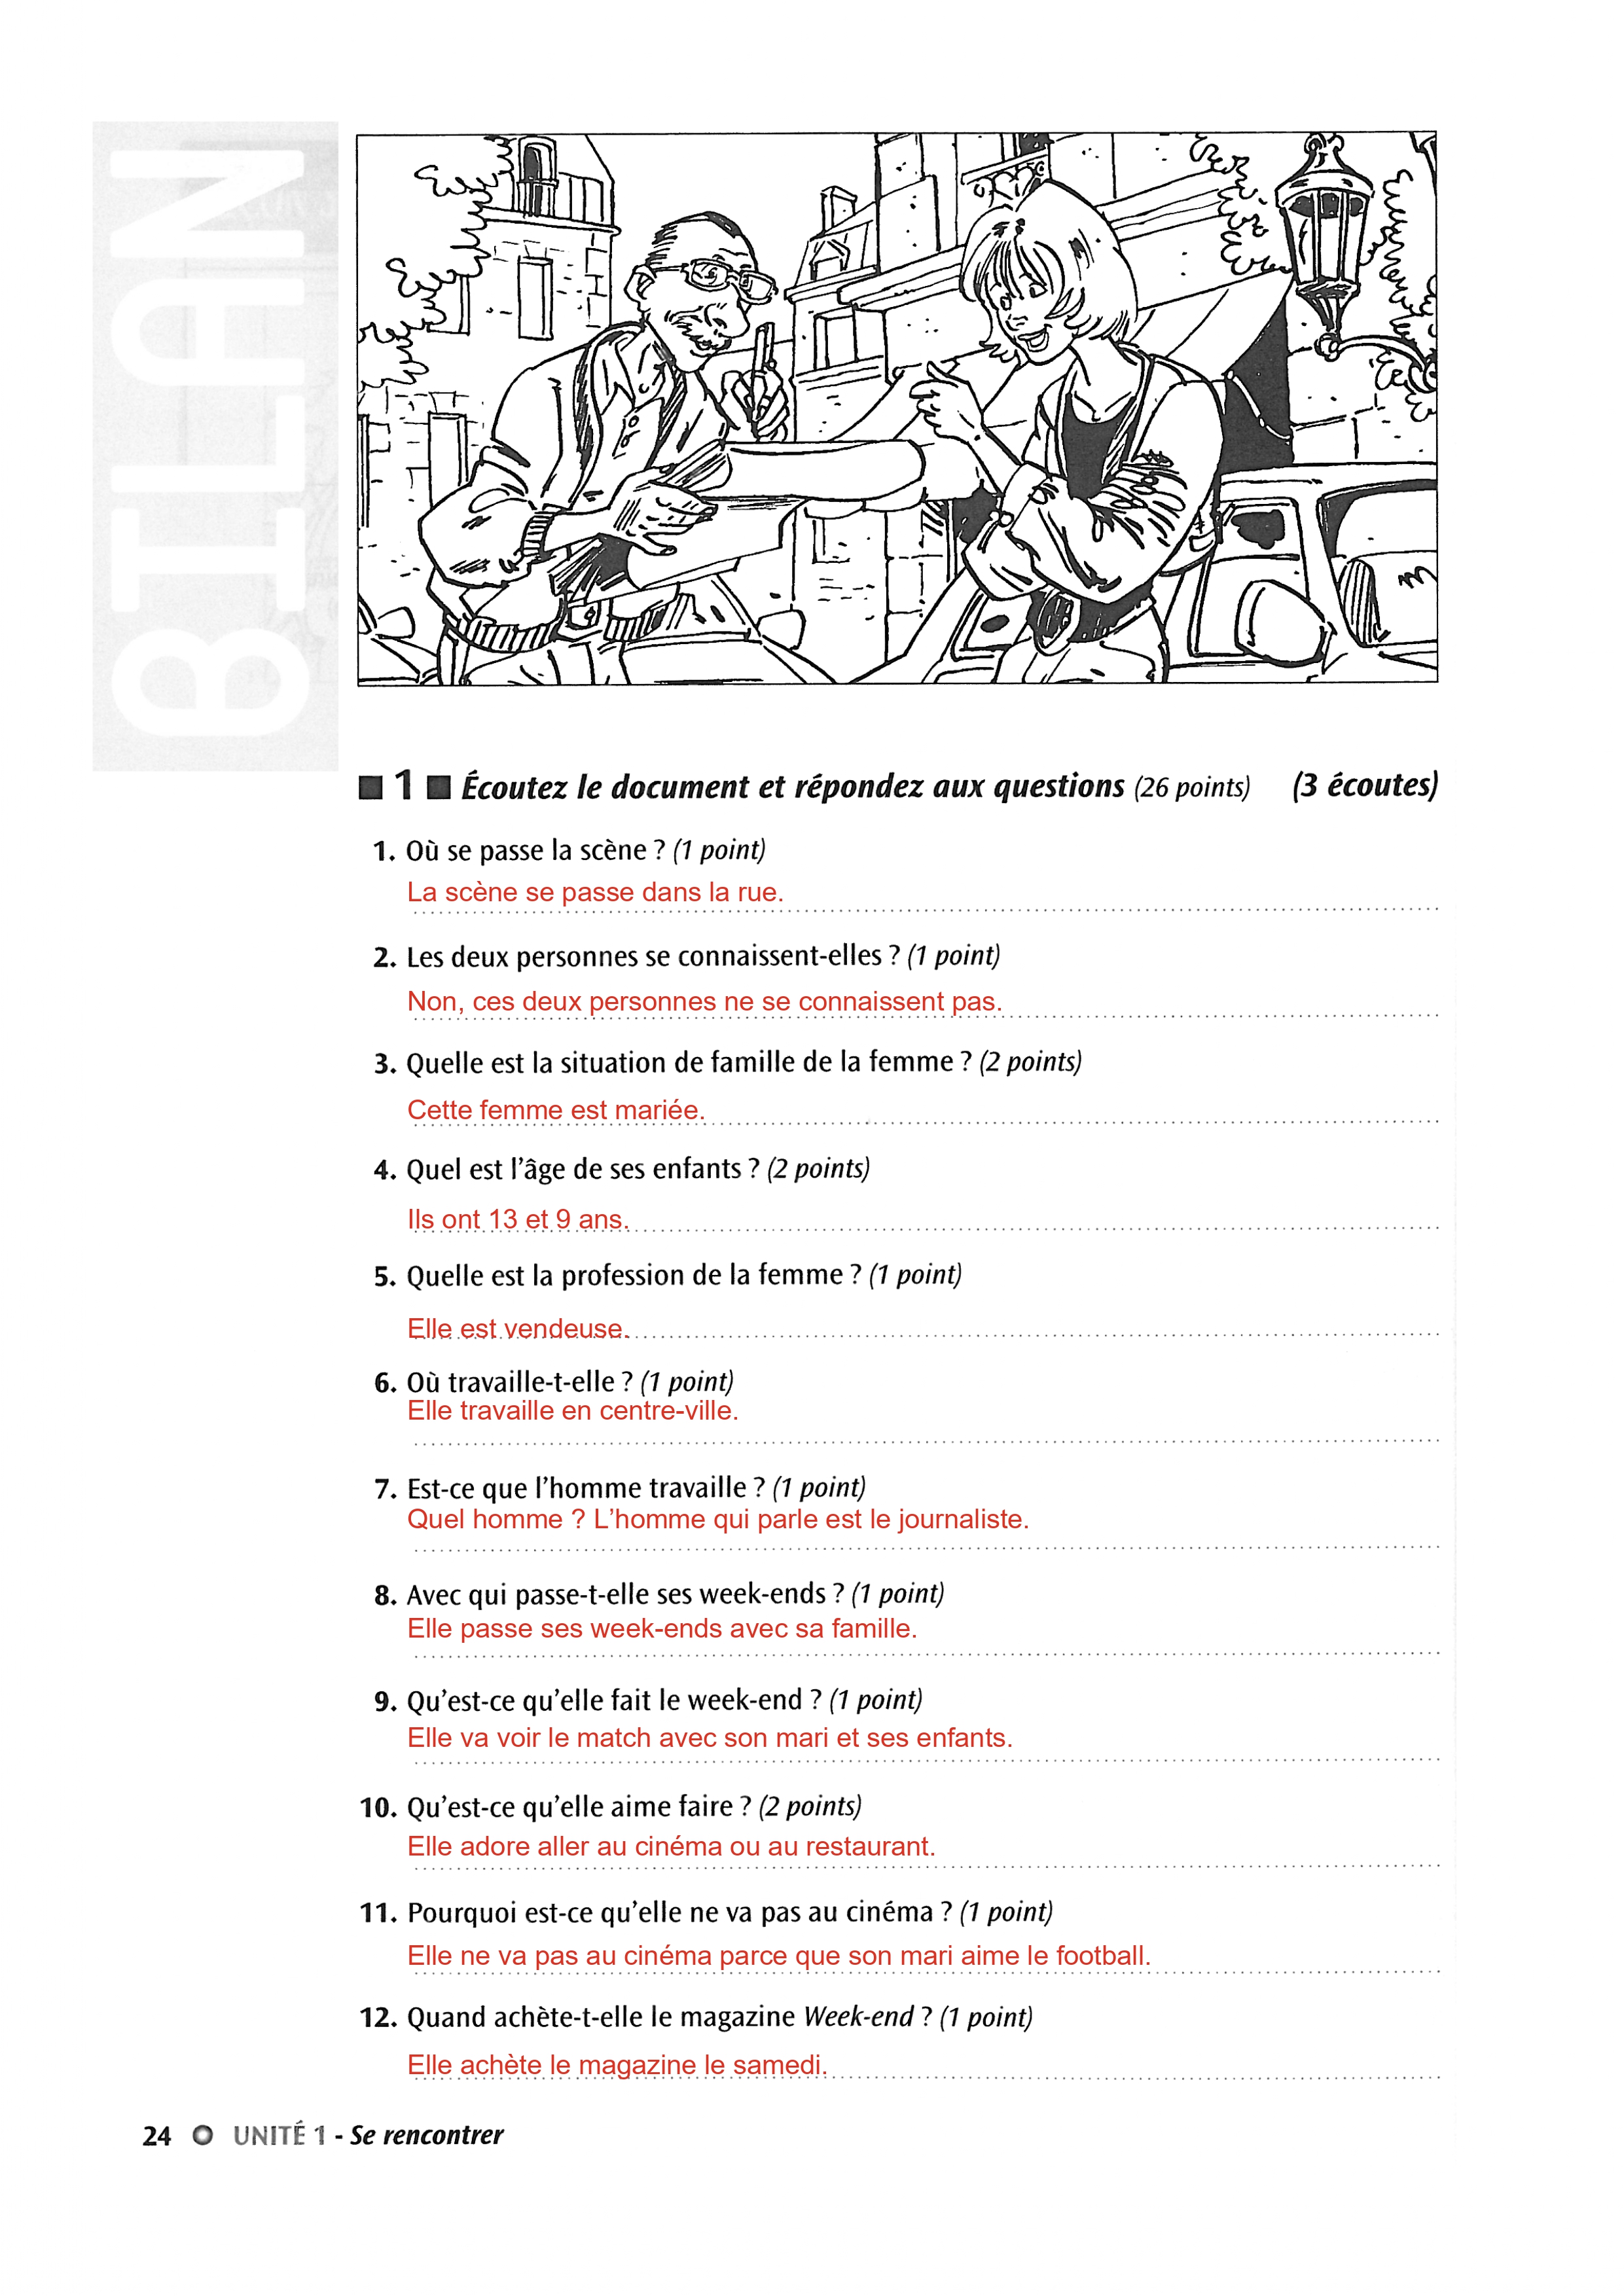 BILAN
■ 1 ■ Écoutez le document et répondez aux questions (26 points) (3 écoutes)
1. Où se passe la scène ? (1 point)
La scène se passe dans la rue.
2. Les deux personnes se connaissent-elles ? (1 point)
Non, ces deux personnes ne se connaissent pas.
3. Quelle est la situation de famille de la femme ? (2 points)
Cette femme est mariée.
4. Quel est l'âge de ses enfants ? (2 points)
Ils ont 13 et 9 ans.
5. Quelle est la profession de la femme ? (1 point)
Elle est vendeuse.
6. Où travaille-t-elle ? (1 point)
Elle travaille en centre-ville.
7. Est-ce que l'homme travaille ? (1 point)
Quel homme ? L'homme qui parle est le journaliste.
8. Avec qui passe-t-elle ses week-ends ? (1 point)
Elle passe ses week-ends avec sa famille.
9. Qu'est-ce qu'elle fait le week-end ? (1 point)
Elle va voir le match avec son mari et ses enfants.
10. Qu'est-ce qu'elle aime faire ? (2 points)
Elle adore aller au cinéma ou au restaurant.
11. Pourquoi est-ce qu'elle ne va pas au cinéma ? (1 point)
Elle ne va pas au cinéma parce que son mari aime le football.
12. Quand achète-t-elle le magazine Week-end ? (1 point)
Elle achète le magazine le samedi.
24 UNITÉ 1 - Se rencontrer